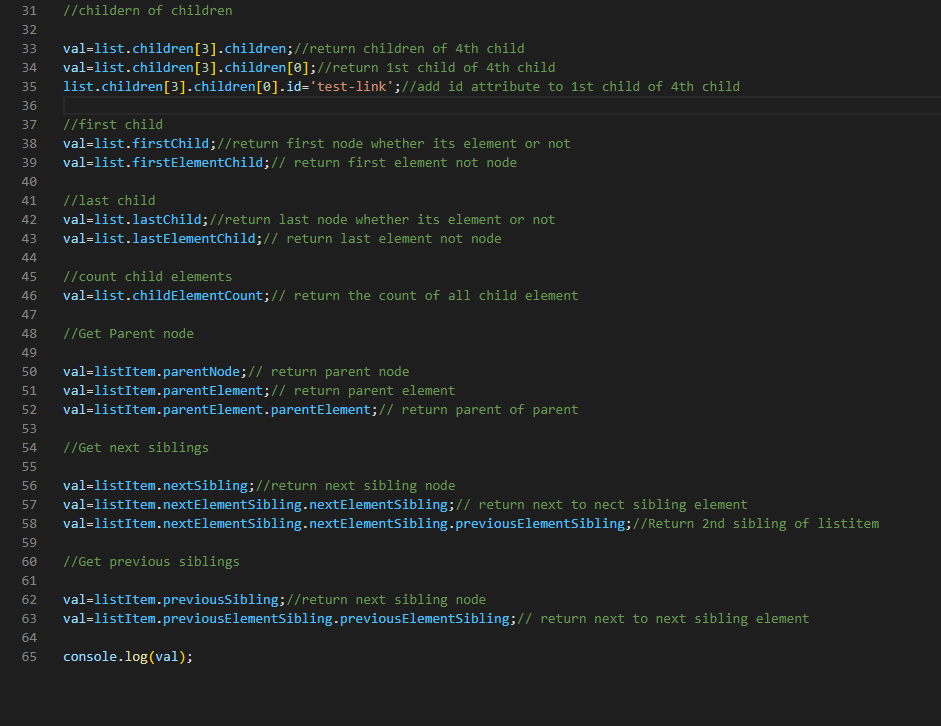 31 //childern of children
32
33 val=list.children[3].children;//return children of 4th child
34 val=list.children[3].children[0];//return 1st child of 4th child
35 list.children[3].children[0].id='test-link';//add id attribute to 1st child of 4th child
36
37 //first child
38 val=list.firstChild;//return first node whether its element or not
39 val=list.firstElementChild;// return first element not node
40
41 //last child
42 val=list.lastChild;//return last node whether its element or not
43 val=list.lastElementChild;// return last element not node
44
45 //count child elements
46 val=list.childElementCount;// return the count of all child element
47
48 //Get Parent node
49
50 val=listItem.parentNode;// return parent node
51 val=listItem.parentElement;// return parent element
52 val=listItem.parentElement.parentElement;// return parent of parent
53
54 //Get next siblings
55
56 val=listItem.nextSibling;//return next sibling node
57 val=listItem.nextElementSibling.nextElementSibling;// return next to nect sibling element
58 val=listItem.nextElementSibling.nextElementSibling.previousElementSibling;//Return 2nd sibling of listitem
59
60 //Get previous siblings
61
62 val=listItem.previousSibling;//return next sibling node
63 val=listItem.previousElementSibling.previousElementSibling;// return next to next sibling element
64
65 console.log(val);